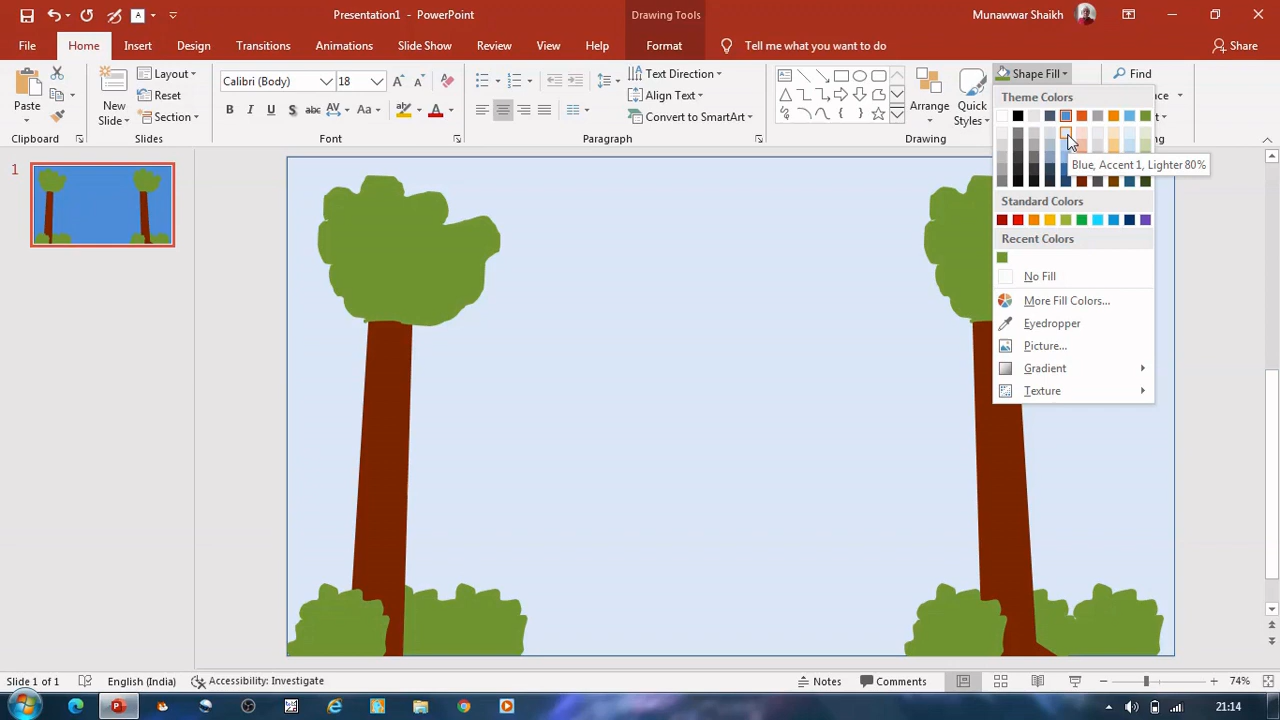 Presentation1 - PowerPoint
Drawing Tools
Munawwar Shaikh
File
Home
Insert
Design
Transitions
Animations
Slide Show
Review
View
Help
Format
Tell me what you want to do
Share
Paste
Clipboard
New
Slide
Layout
Reset
Section
Slides
Calibri (Body)
18
B I U S AV Aa
Font
Text Direction
Align Text
Convert to SmartArt
Paragraph
Arrange
Quick
Styles
Drawing
Shape Fill
Find
Theme Colors
Blue, Accent 1, Lighter 80%
Standard Colors
Recent Colors
No Fill
More Fill Colors...
Eyedropper
Picture...
Gradient
Texture
1
Slide 1 of 1
English (India)
Accessibility: Investigate
Notes
Comments
74%
21:14